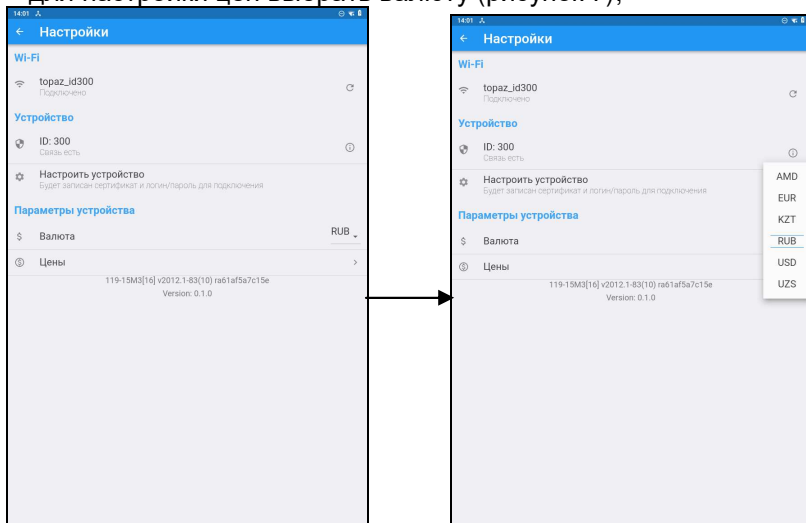 для настройки цен выбрать валюту (рисунок
14:01
Настройки
Wi-Fi
topaz_id300
Подключено
Устройство
ID: 300
Связь есть
Настроить устройство
Будет записан сертификат и логин/пароль для подключения
Параметры устройства
$ Валюта RUB
Цены
119-15M3[16] v2012.1-83(10) ra61af5a7c15e
Version: 0.1.0
14:01
Настройки
Wi-Fi
topaz_id300
Подключено
Устройство
ID: 300
Связь есть
Настроить устройство
Будет записан сертификат и логин/пароль для подключения
Параметры устройства
$ Валюта
Цены
119-15M3[16] v2012.1-83(10) ra61af5a7c15e
Version: 0.1.0
AMD
EUR
KZT
RUB
USD
UZS